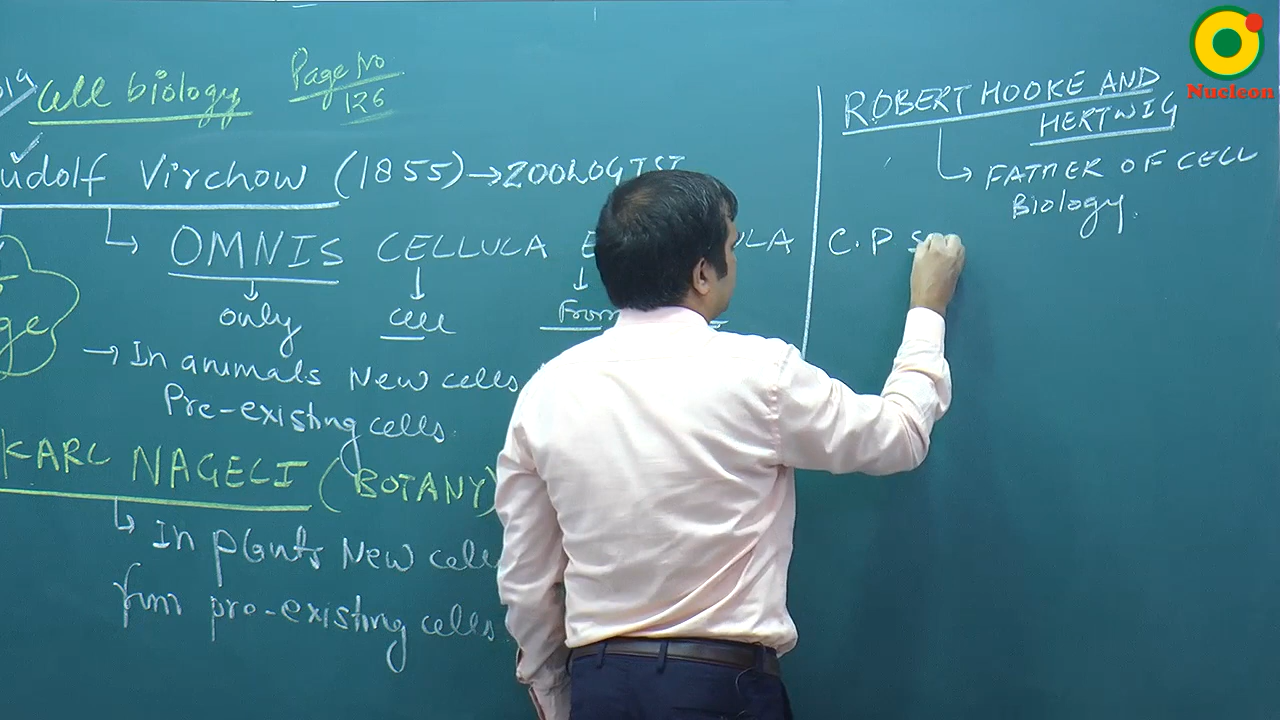 Cell biology
Page no
126
udolf Virchow (1855) → ZOOLOGIST
OMNIS CELLULA E ULA
only cell From
→ In animals New cells
Pre-existing cells.
KARL NAGELI (BOTANY)
In plants New cell
from pre-existing cells.
ge
ROBERT HOOKE AND
HERTWIG
FATHER OF CELL
Biology.
C.P S
Nucleon